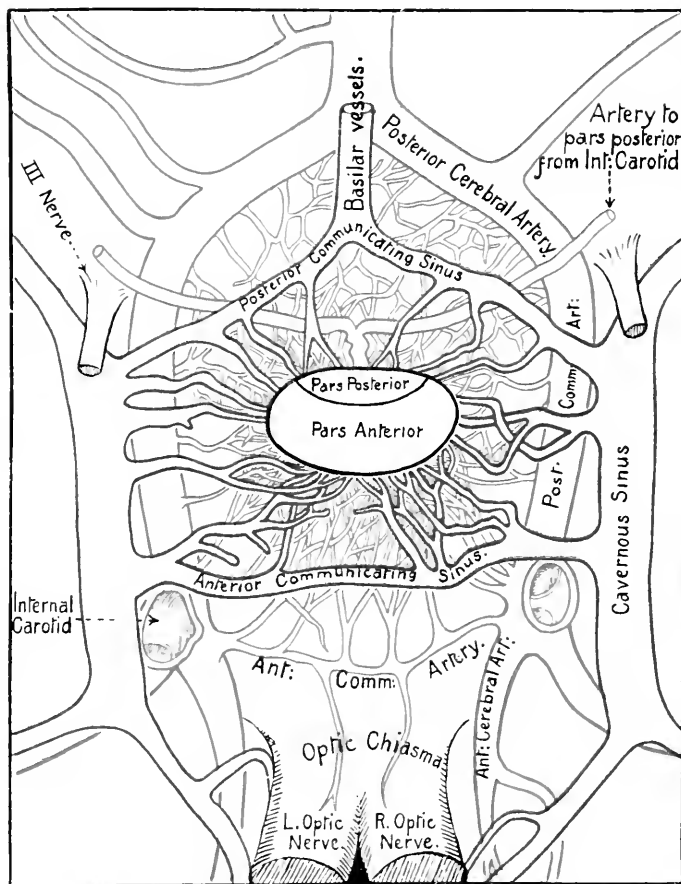 Basilar vessels.
Artery to
pars posterior
from Int: Carotid
Posterior Cerebral Artery.
III Nerve
Posterior Communicating Sinus
Art:
Comm
Post.
Pars Posterior
Pars Anterior
Cavernous Sinus
Anterior Communicating Sinus.
Internal
Carotid
Ant: Comm: Artery.
Ant: Cerebral Art:
Optic Chiasma
L. Optic
Nerve.
R. Optic
Nerve.